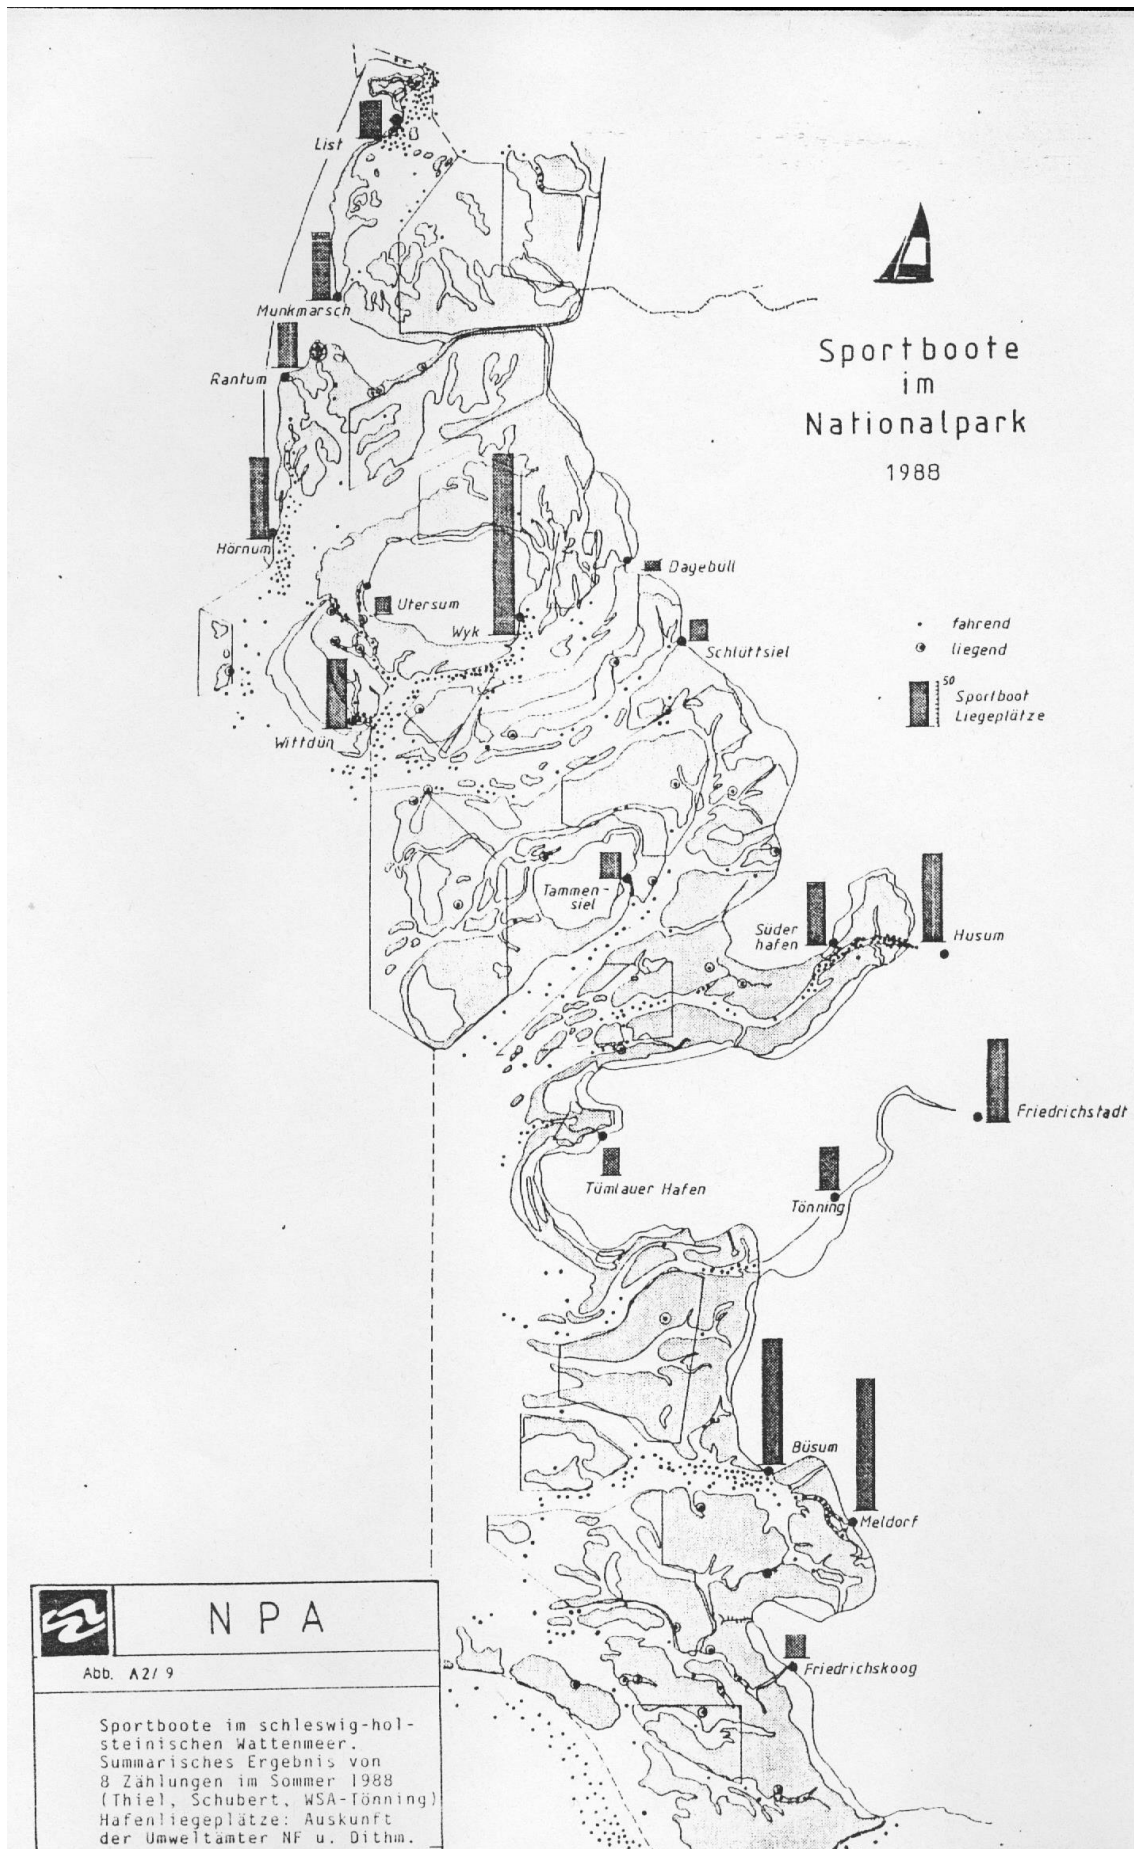 List
Munkmarsch
Rantum
Hörnum
Utersum
Wyk
Wittdün
Dagebüll
Schlüttsiel
Sportboote
im
Nationalpark
1988
fahrend
liegend
50
Sportboot
Liegeplätze
Tammen-
siel
Süder
hafen
Husum
Friedrichstadt
Tümlauer Hafen
Tönning
Büsum
Meldorf
Friedrichskoog
NPA
Abb. A2/9
Sportboote im schleswig-hol-
steinischen Wattenmeer.
Summarisches Ergebnis von
8 Zählungen im Sommer 1988
(Thiel, Schubert, WSA-Tönning)
Hafenliegeplätze: Auskunft
der Umweltämter NF u. Dithm.